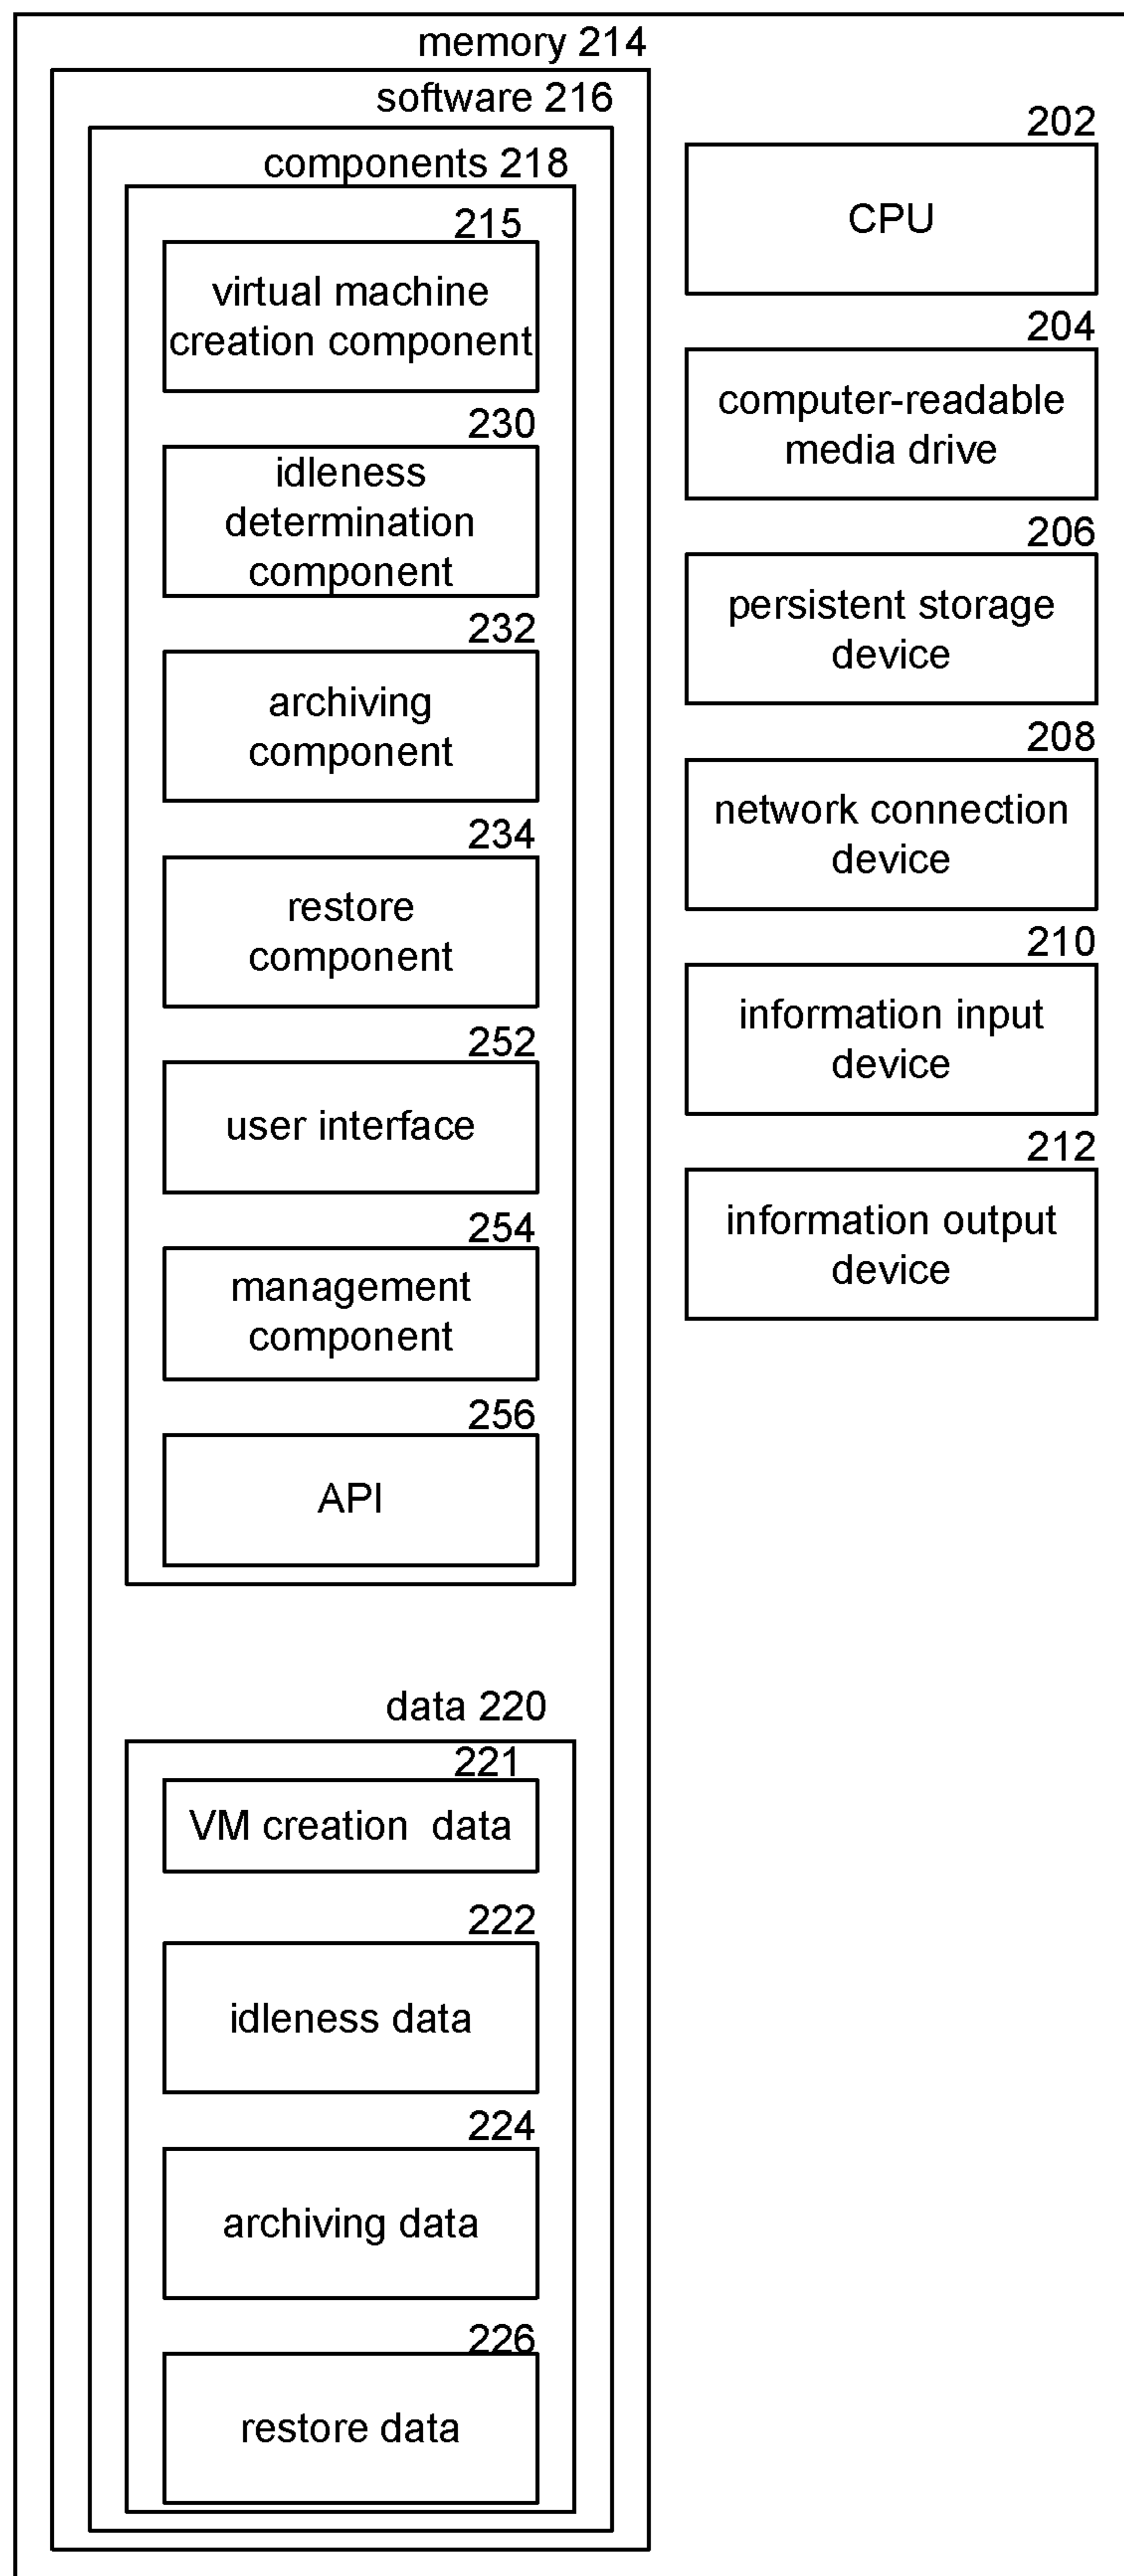 memory 214
software 216
components 218
215
virtual machine
creation component
230
idleness
determination
component
232
archiving
component
234
restore
component
252
user interface
254
management
component
256
API
data 220
221
VM creation data
222
idleness data
224
archiving data
226
restore data
202
CPU
204
computer-readable
media drive
206
persistent storage
device
208
network connection
device
210
information input
device
212
information output
device